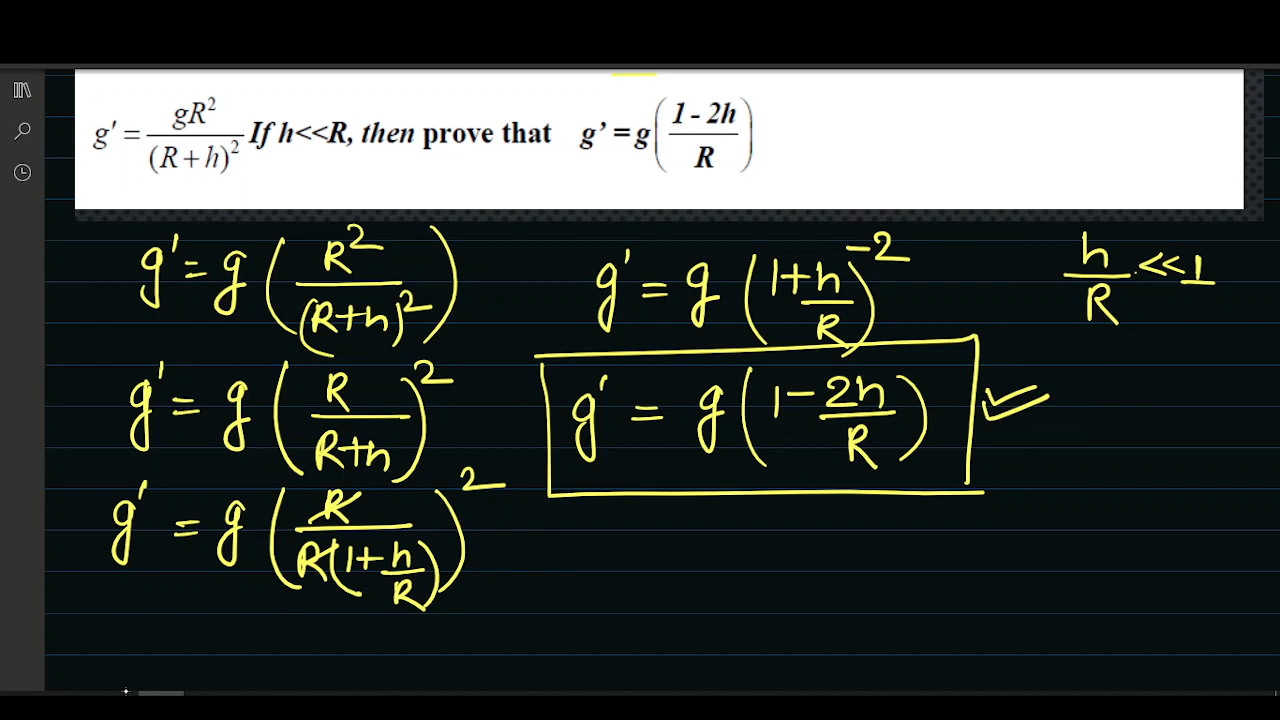 g' = gR²/(R+h)² If h<<R, then prove that g' = g(1 - 2h/R)
g' = g(R²/(R+h)²)
g' = g(R/(R+h))²
g' = g(R/R(1+h/R))²
g' = g(1+h/R)⁻²
g' = g(1-2h/R)
h/R <<1